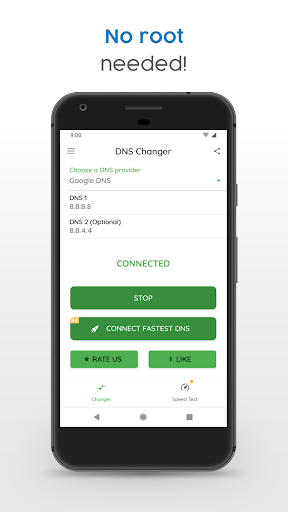 No root
needed!
9:00
DNS Changer
Choose a DNS provider
Google DNS
DNS 1
8.8.8.8
DNS 2 (Optional)
8.8.4.4
CONNECTED
STOP
CONNECT FASTEST DNS
RATE US
LIKE
Changer
Speed Test